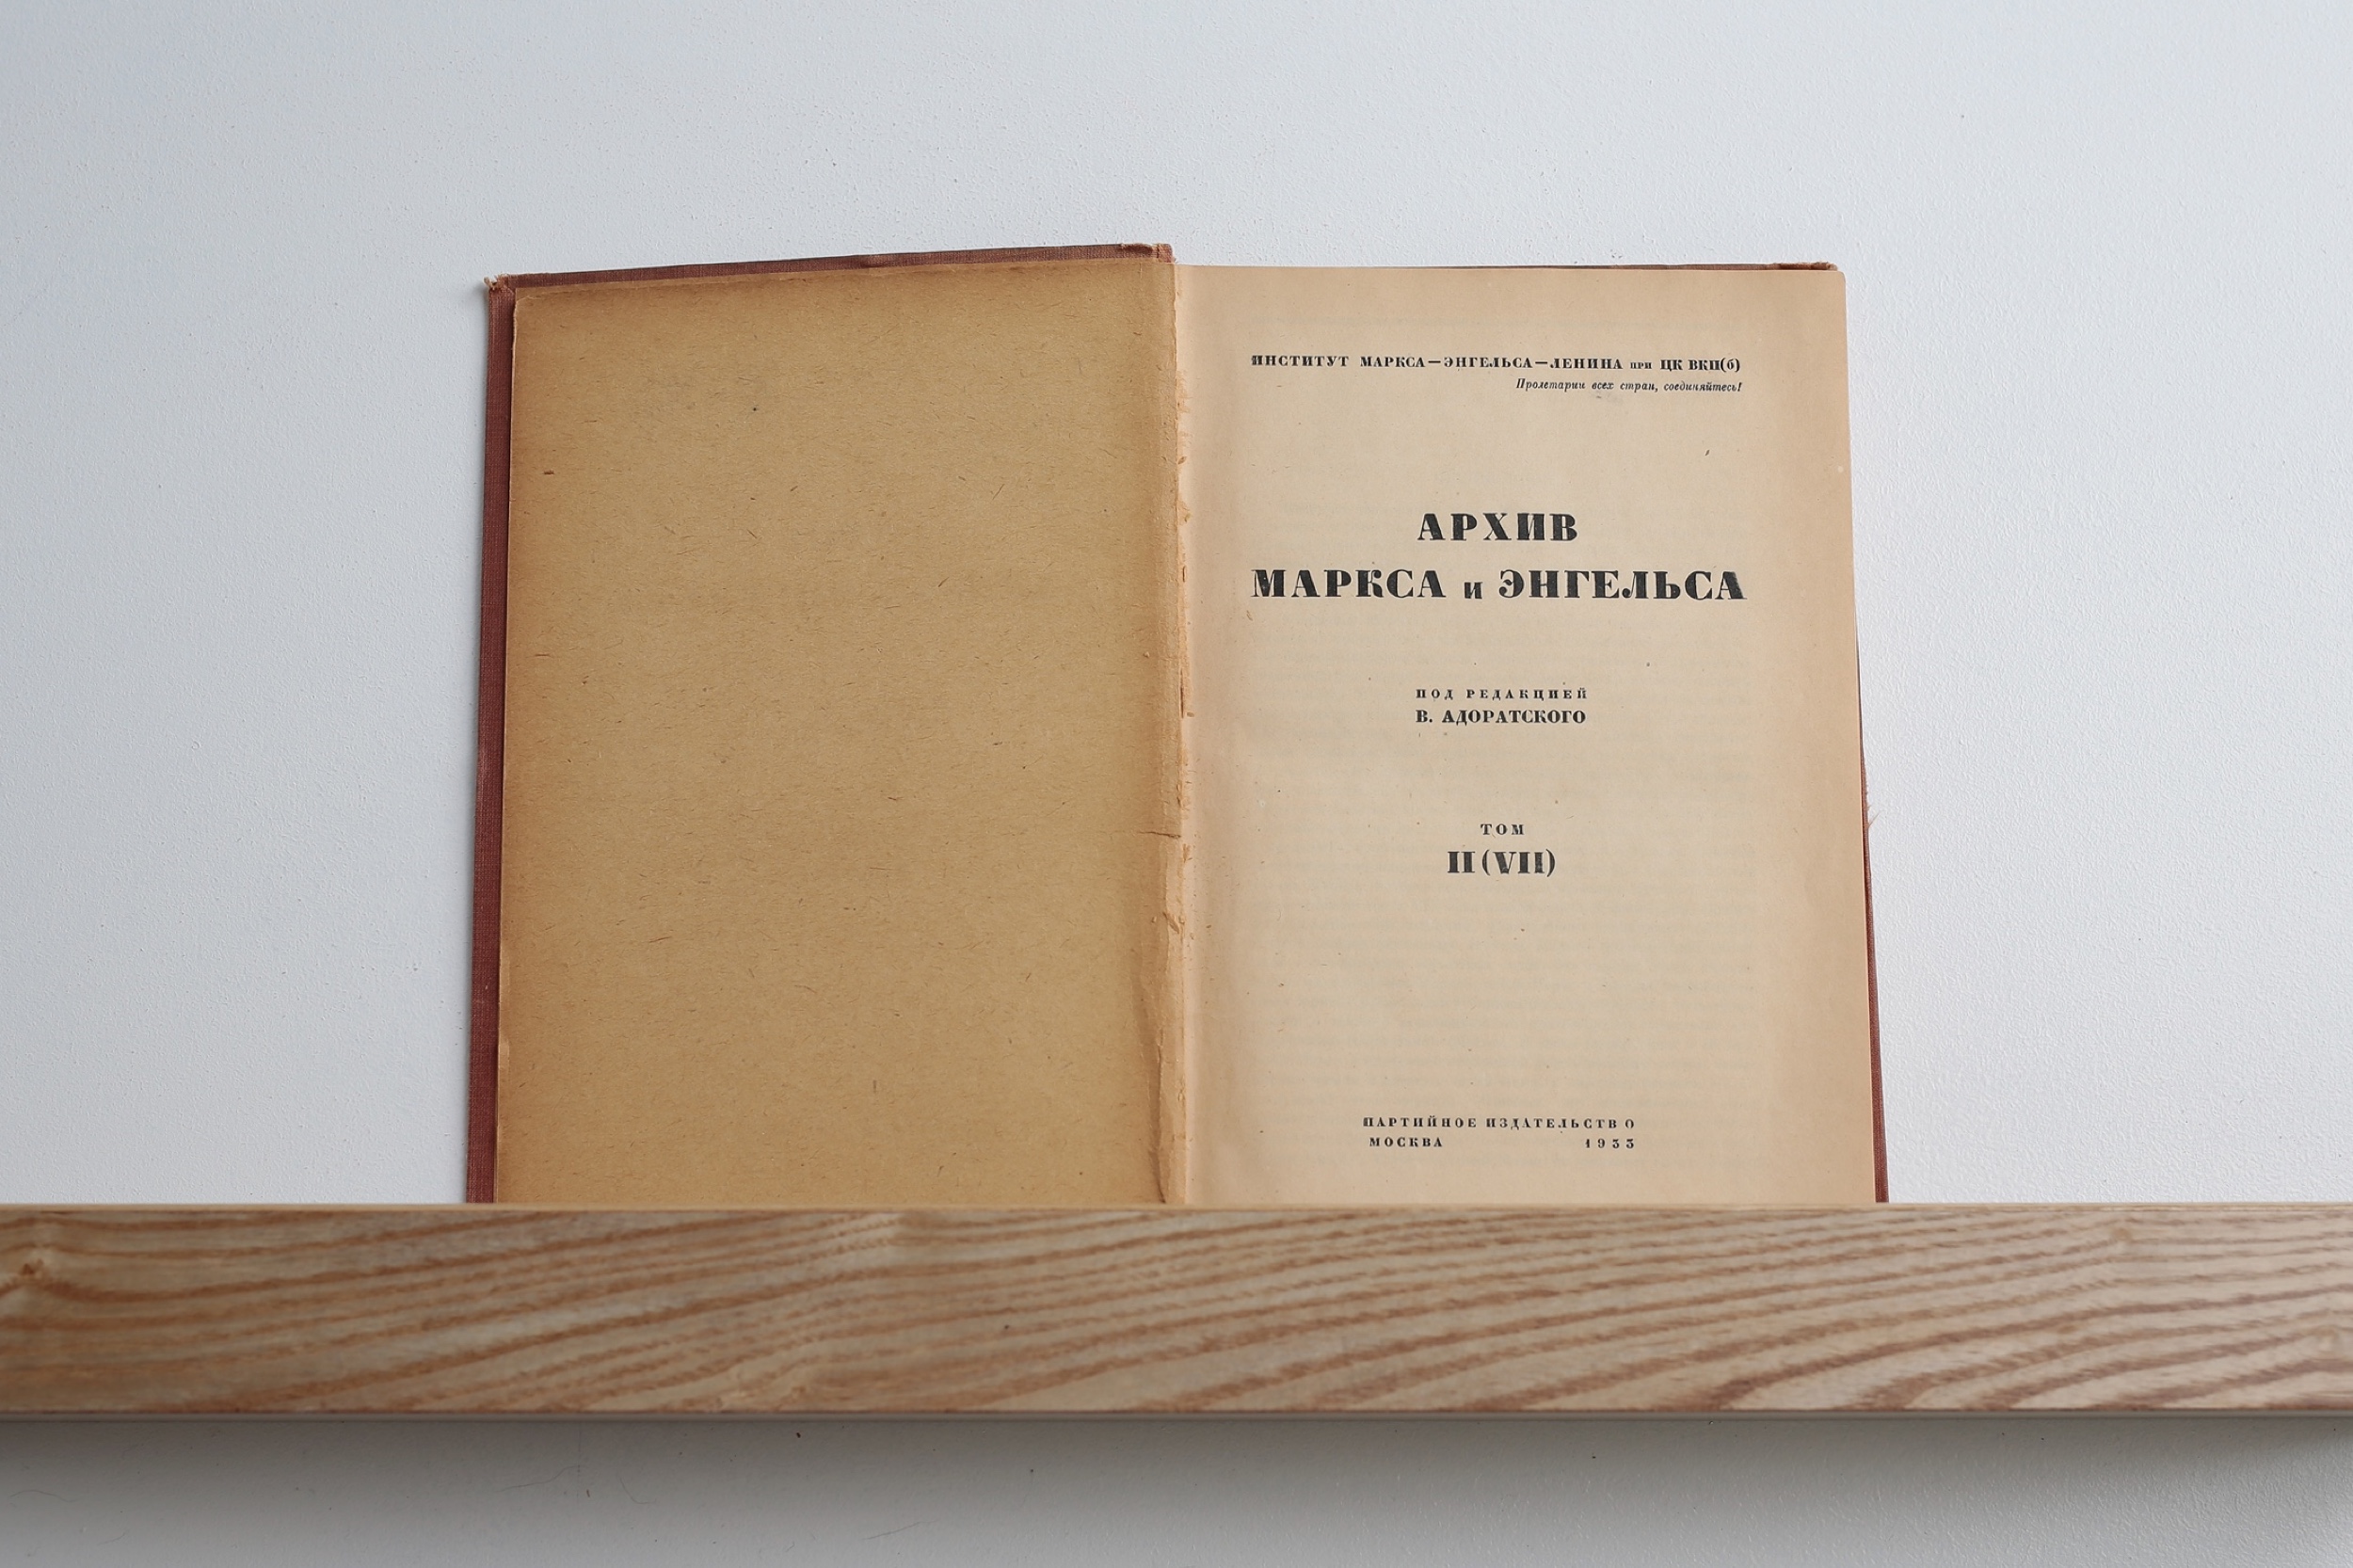 ИНСТИТУТ МАРКСА—ЭНГЕЛЬСА—ЛЕНИНА при ЦК ВКП(б)
Пролетарии всех стран, соединяйтесь!
АРХИВ
МАРКСА и ЭНГЕЛЬСА
ПОД РЕДАКЦИЕЙ
В. АДОРАТСКОГО
ТОМ
II (VII)
ПАРТИЙНОЕ ИЗДАТЕЛЬСТВО
МОСКВА 1933